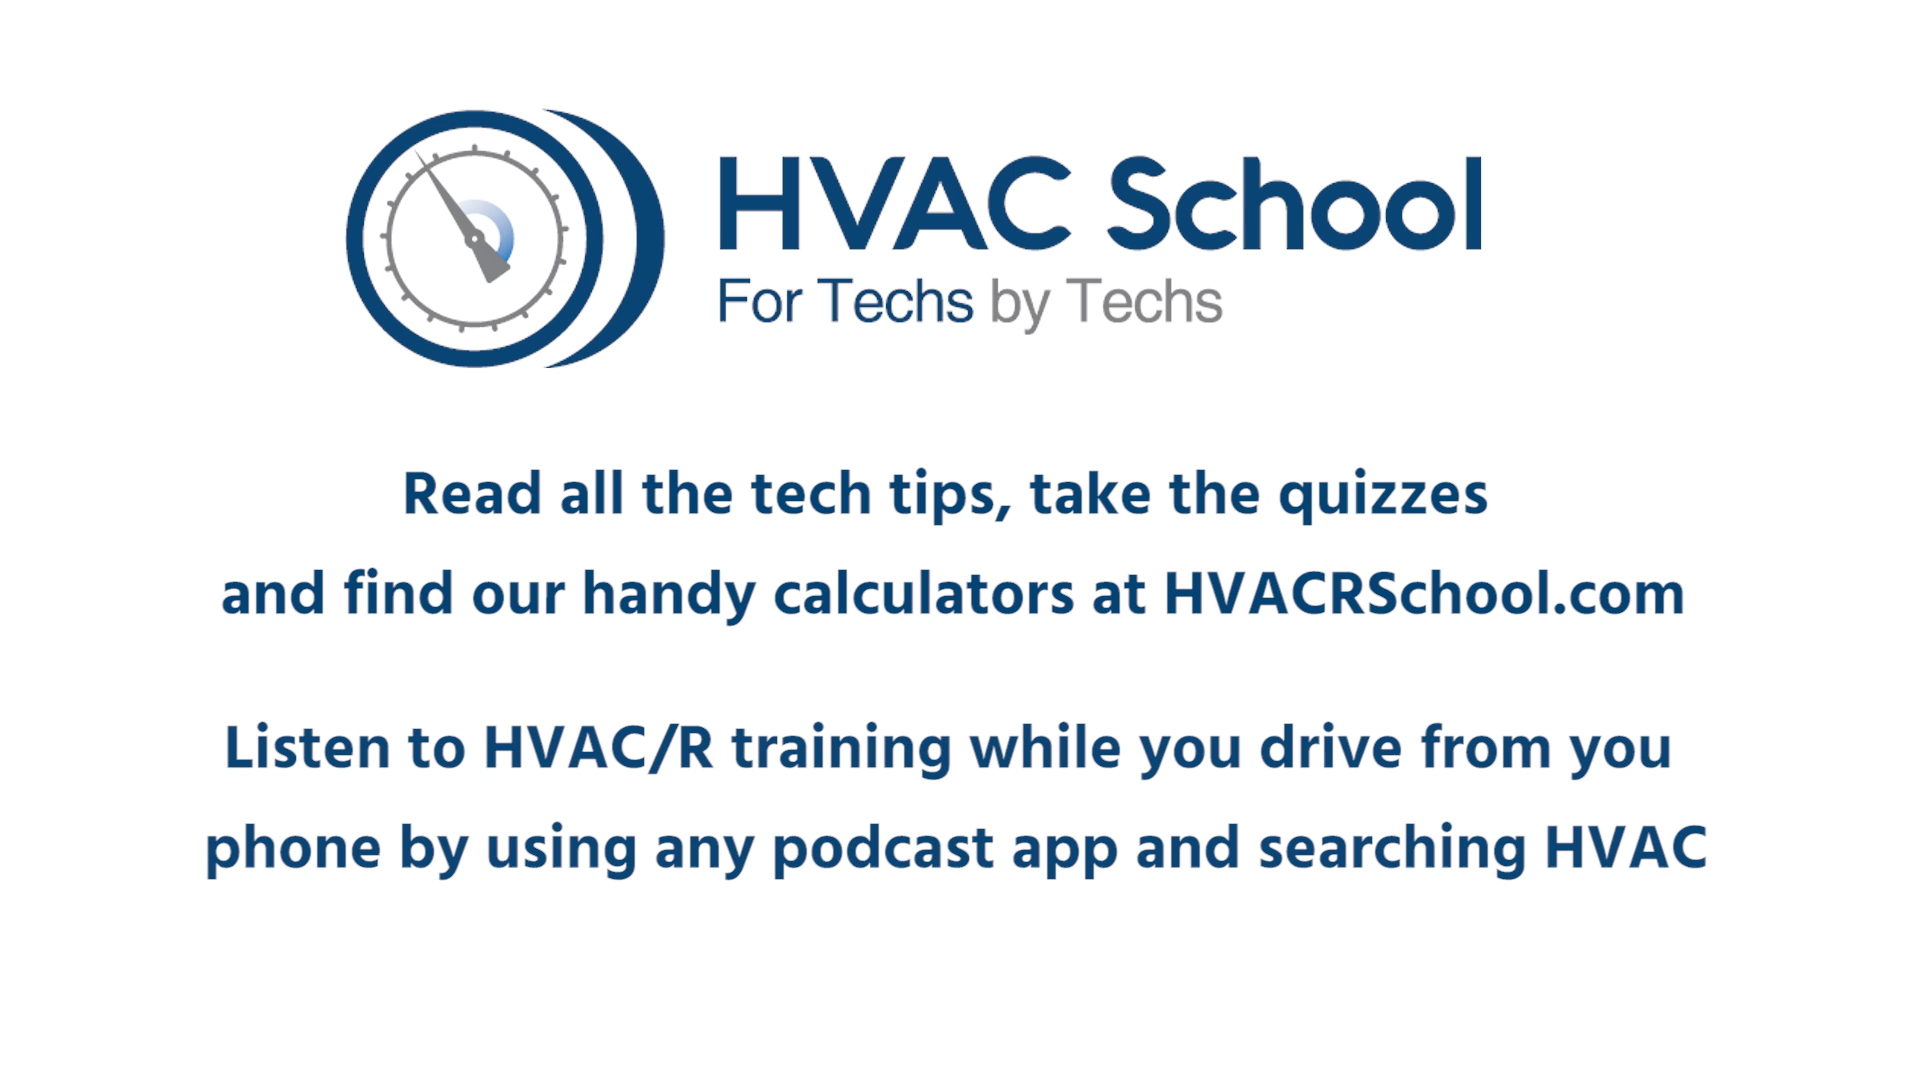 HVAC School
For Techs by Techs
Read all the tech tips, take the quizzes
and find our handy calculators at HVACRSchool.com
Listen to HVAC/R training while you drive from you
phone by using any podcast app and searching HVAC